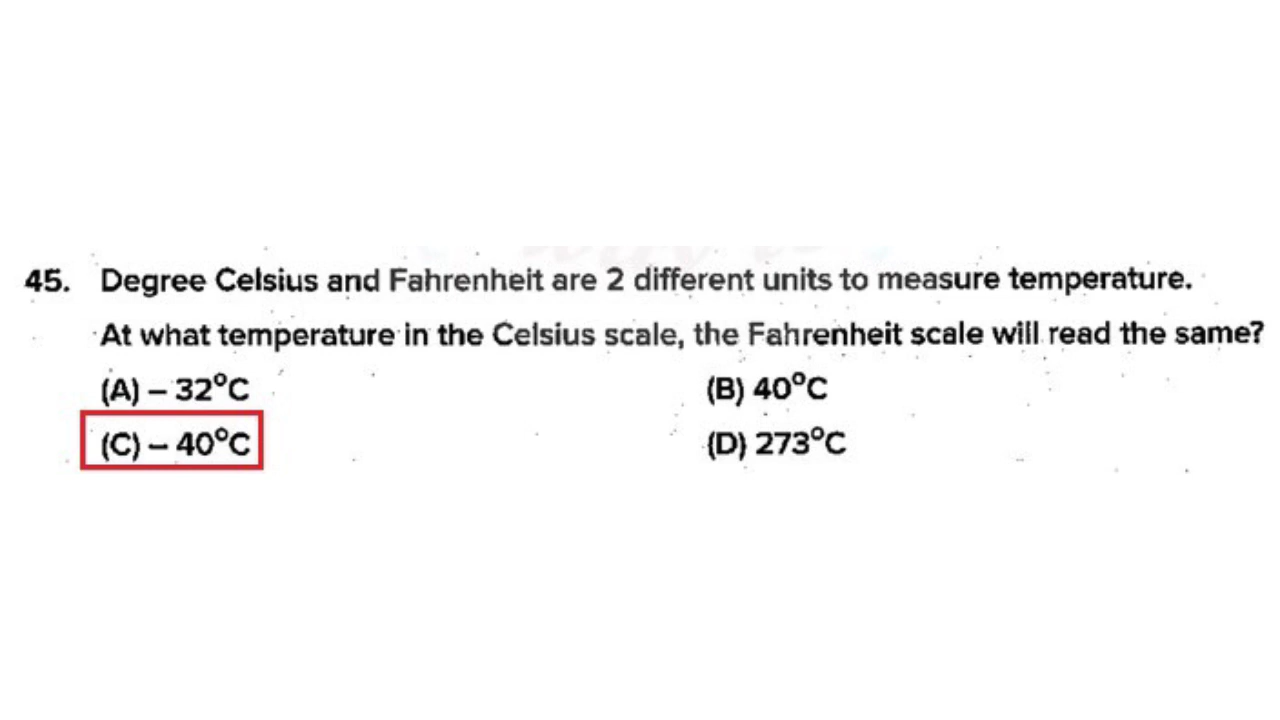 45. Degree Celsius and Fahrenheit are 2 different units to measure temperature.
At what temperature in the Celsius scale, the Fahrenheit scale will read the same?
(A) – 32°C (B) 40°C
(C) – 40°C (D) 273°C